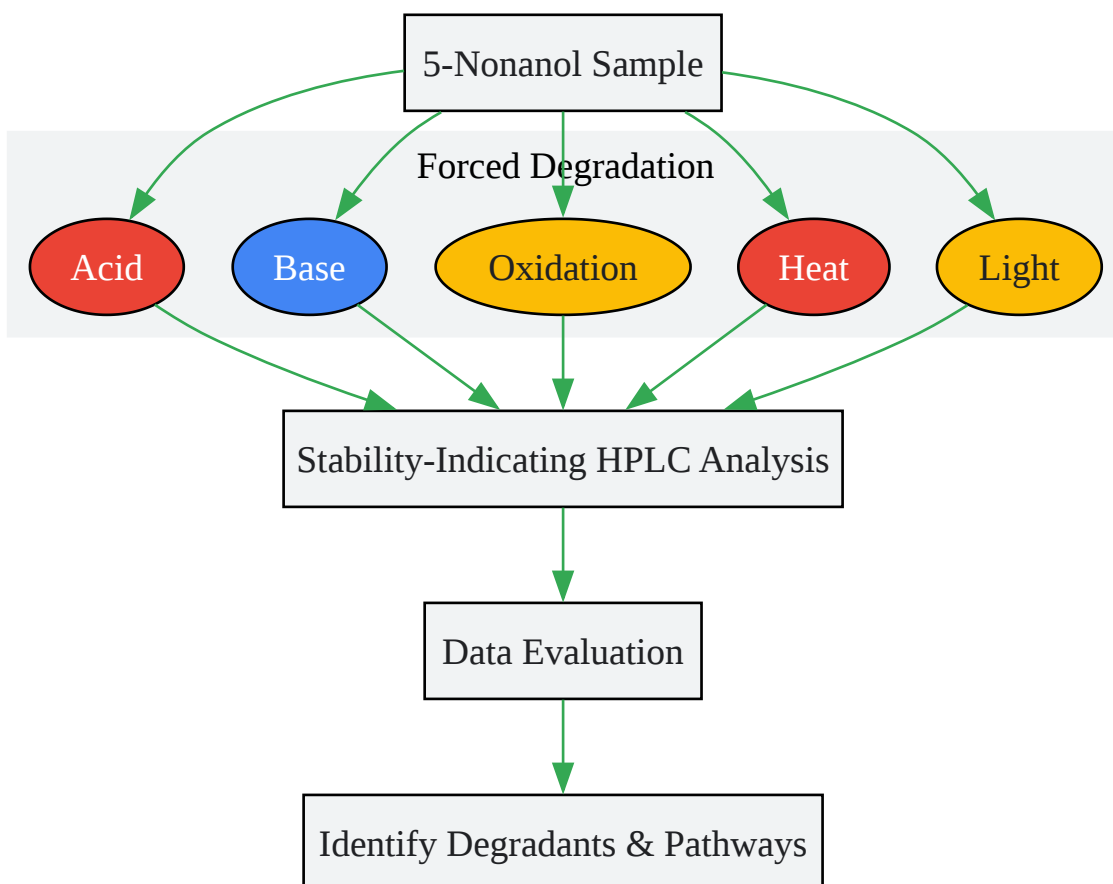 5-Nonanol Sample
Forced Degradation
Acid
Base
Oxidation
Heat
Light
Stability-Indicating HPLC Analysis
Data Evaluation
Identify Degradants & Pathways